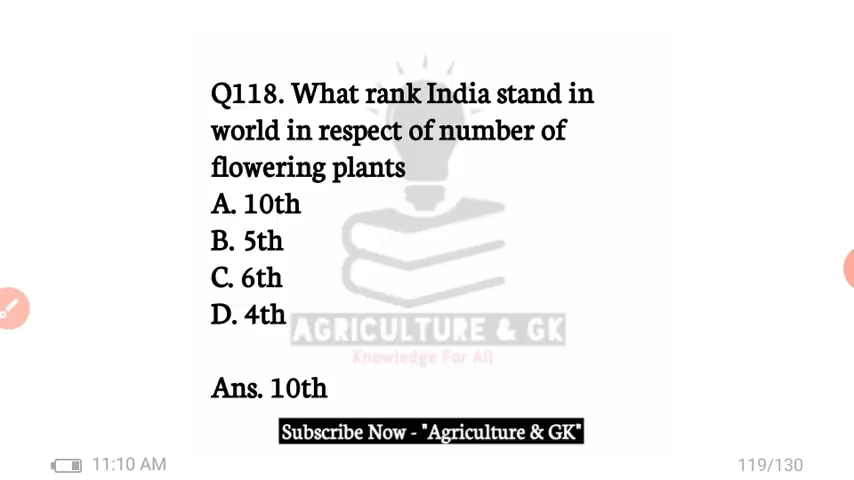 Q118. What rank India stand in
world in respect of number of
flowering plants
A. 10th
B. 5th
C. 6th
D. 4th
AGRICULTURE & GK
Knowledge For All
Ans. 10th
Subscribe Now - "Agriculture & GK"
11:10 AM
119/130